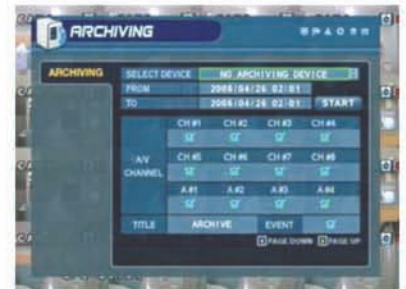 ARCHIVING
ARCHIVING
SELECT DEVICE NO ARCHIVING DEVICE
FROM 2006/04/26 02:01
TO 2006/04/26 02:01 START
CH #1 CH #2 CH #3 CH #4
A/V CHANNEL
CH #5 CH #6 CH #7 CH #8
A #1 A #2 A #3 A #4
TITLE ARCHIVE EVENT
PAGE DOWN PAGE UP